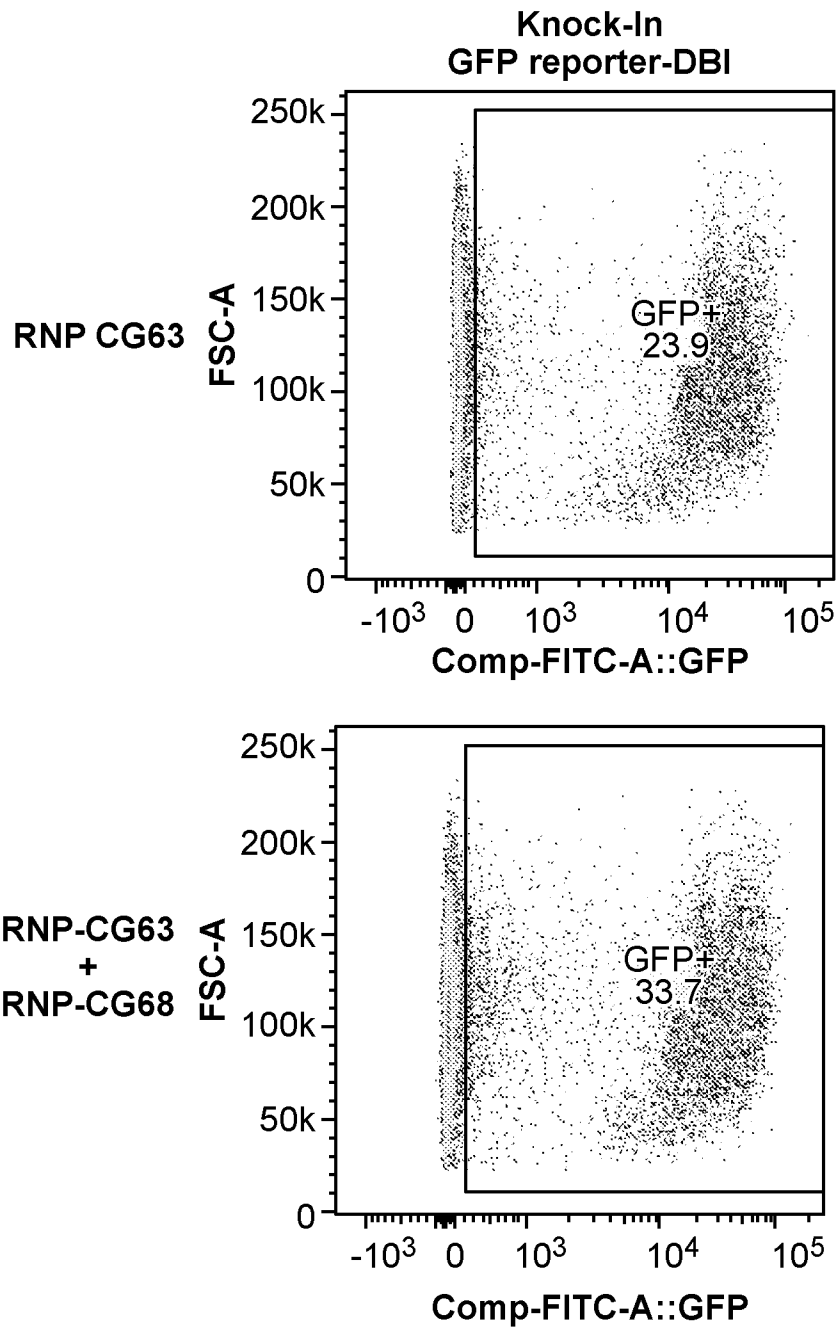 Knock-In
GFP reporter-DBI
250k
200k
150k
100k
50k
0
FSC-A
RNP CG63
GFP+
23.9
-10³ 0 10³ 10⁴ 10⁵
Comp-FITC-A::GFP
250k
200k
150k
100k
50k
0
FSC-A
RNP-CG63
+
RNP-CG68
GFP+
33.7
-10³ 0 10³ 10⁴ 10⁵
Comp-FITC-A::GFP